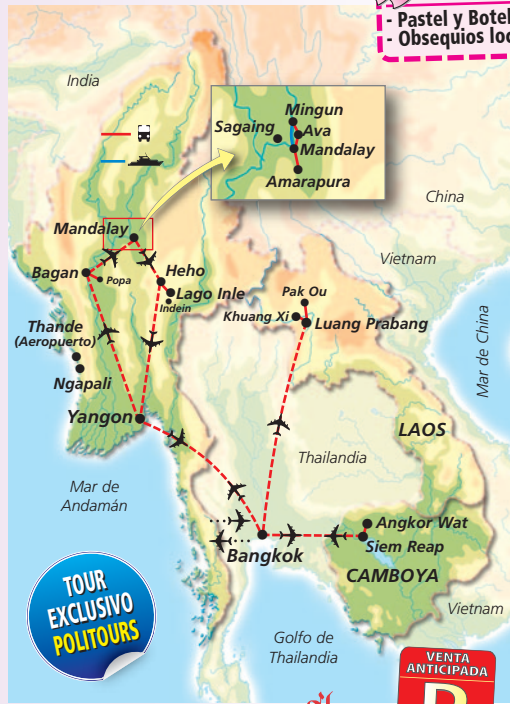 - Pastel y Botel
- Obsequios loc
India
Mingun
Sagaing
Ava
Mandalay
Amarapura
China
Mandalay
Vietnam
Bagan
Popa
Heho
Lago Inle
Indein
Pak Ou
Khuang Xi
Luang Prabang
Thande
(Aeropuerto)
Ngapali
Mar de China
Yangon
LAOS
Thailandia
Mar de
Andamán
Angkor Wat
Siem Reap
Bangkok
CAMBOYA
TOUR
EXCLUSIVO
POLITOURS
Vietnam
Golfo de
Thailandia
VENTA
ANTICIPADA